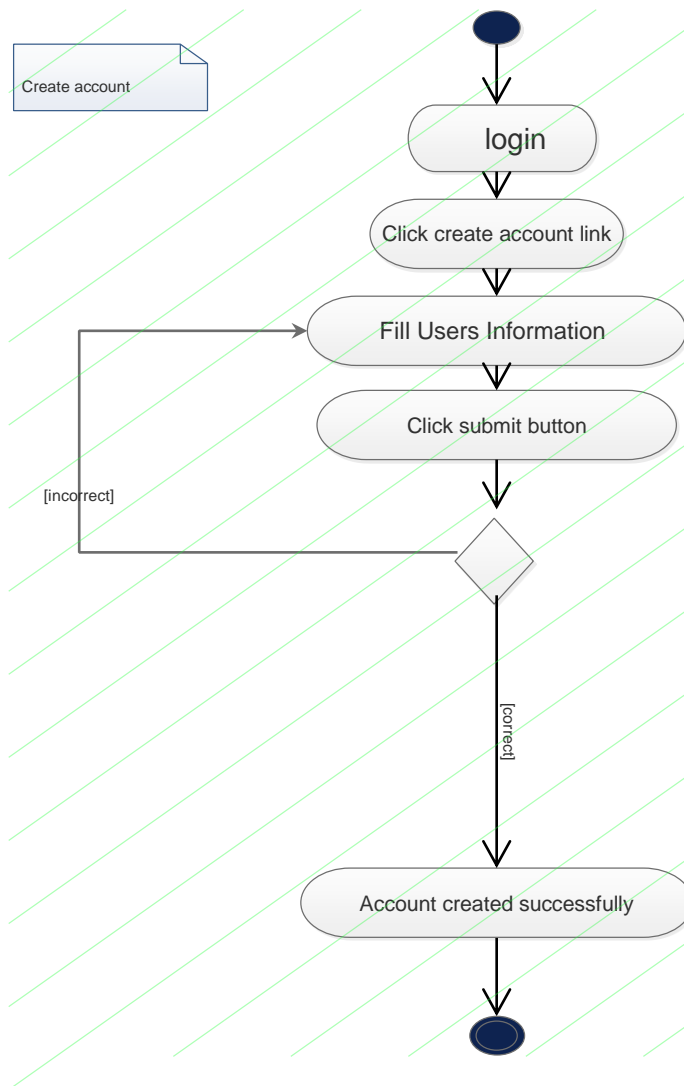 Create account
login
Click create account link
Fill Users Information
Click submit button
[incorrect]
[correct]
Account created successfully